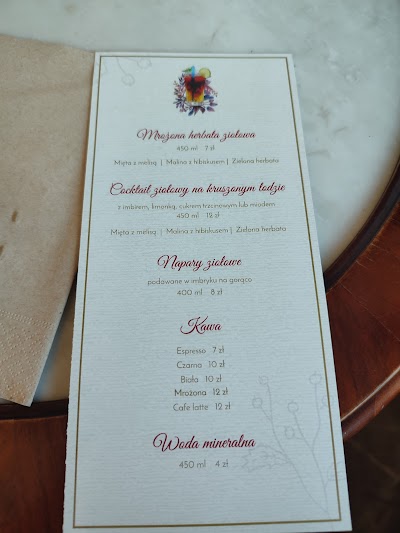 Mrożona herbata ziołowa
450 ml 7 zł
Mięta z melisą | Malina z hibiskusem | Zielona herbata
Cocktail ziołowy na kruszonym lodzie
z imbirem, limonką, cukrem trzcinowym lub miodem
450 ml 12 zł
Mięta z melisą | Malina z hibiskusem | Zielona herbata
Napary ziołowe
podawane w imbryku na gorąco
400 ml 8 zł
Kawa
Espresso 7 zł
Czarna 10 zł
Biała 10 zł
Mrożona 12 zł
Cafe latte 12 zł
Woda mineralna
450 ml 4 zł